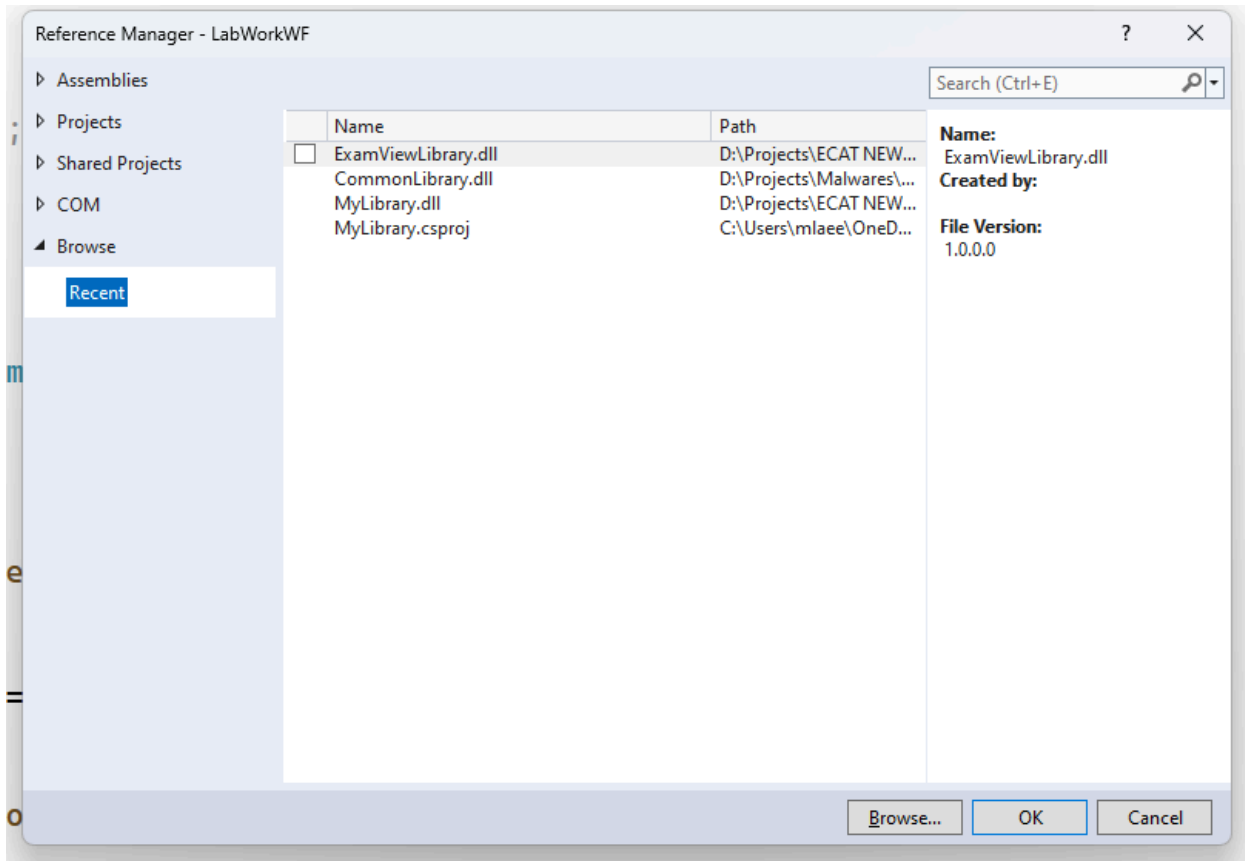 Reference Manager - LabWorkWF
?
Assemblies
Projects
Shared Projects
COM
Browse
Recent
Name Path
ExamViewLibrary.dll D:\Projects\ECAT NEW...
CommonLibrary.dll D:\Projects\Malwares\...
MyLibrary.dll D:\Projects\ECAT NEW...
MyLibrary.csproj C:\Users\mlaee\OneD...
Search (Ctrl+E)
Name:
ExamViewLibrary.dll
Created by:
File Version:
1.0.0.0
Browse... OK Cancel
;
m
e
=
o